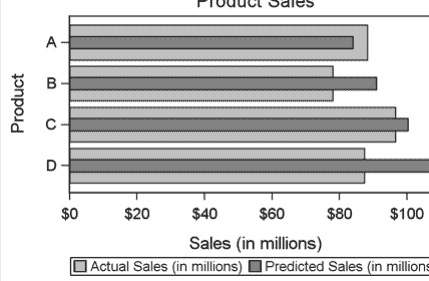 Product Sales
A
B
Product
C
D
$0 $20 $40 $60 $80 $100
Sales (in millions)
Actual Sales (in millions) Predicted Sales (in millions